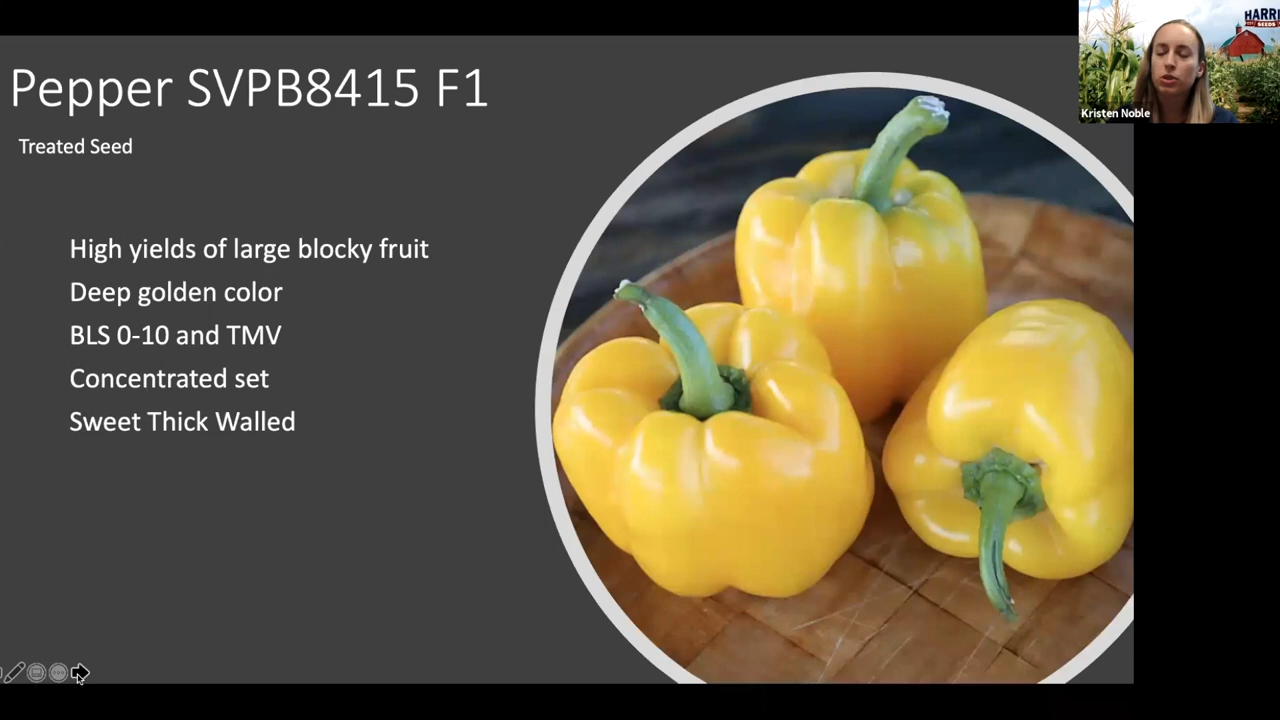 Pepper SVPB8415 F1
Treated Seed
High yields of large blocky fruit
Deep golden color
BLS 0-10 and TMV
Concentrated set
Sweet Thick Walled
SEEDS
Kristen Noble